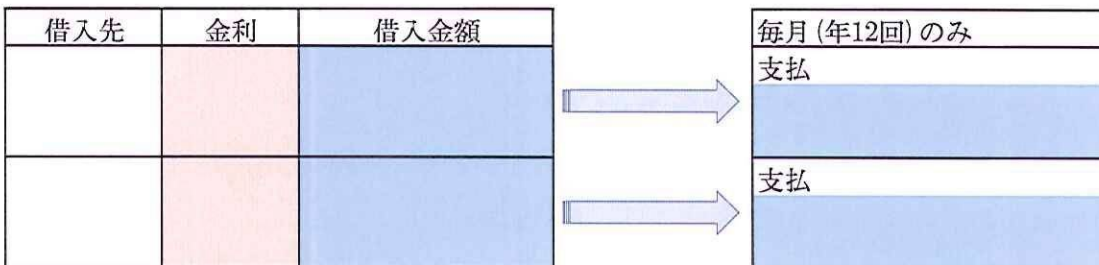 借入先 金利 借入金額
毎月(年12回)のみ
支払
支払